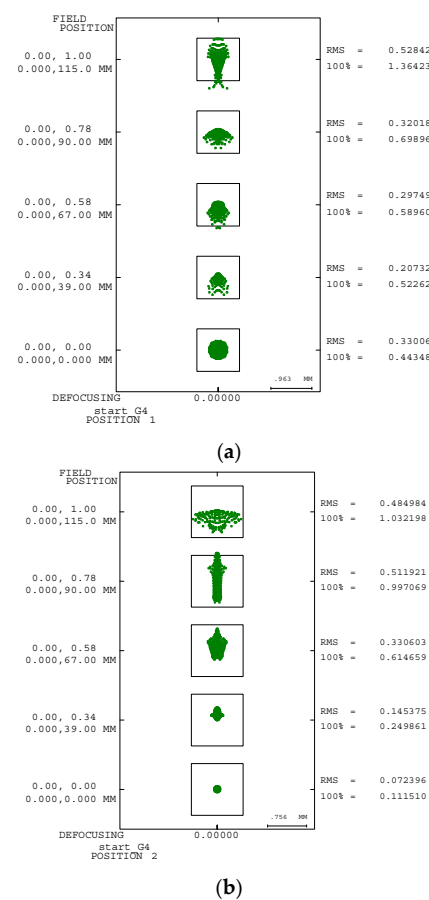 FIELD
POSITION
0.00, 1.00
0.000,115.0 MM
RMS = 0.52842
100% = 1.36423
0.00, 0.78
0.000,90.00 MM
RMS = 0.32018
100% = 0.69896
0.00, 0.58
0.000,67.00 MM
RMS = 0.29749
100% = 0.58960
0.00, 0.34
0.000,39.00 MM
RMS = 0.20732
100% = 0.52262
0.00, 0.00
0.000,0.000 MM
RMS = 0.33006
100% = 0.44348
.963 MM
DEFOCUSING 0.00000
start_G4
POSITION 1
(a)
FIELD
POSITION
0.00, 1.00
0.000,115.0 MM
RMS = 0.484984
100% = 1.032198
0.00, 0.78
0.000,90.00 MM
RMS = 0.511921
100% = 0.997069
0.00, 0.58
0.000,67.00 MM
RMS = 0.330603
100% = 0.614659
0.00, 0.34
0.000,39.00 MM
RMS = 0.145375
100% = 0.249861
0.00, 0.00
0.000,0.000 MM
RMS = 0.072396
100% = 0.111510
.756 MM
DEFOCUSING 0.00000
start_G4
POSITION 2
(b)